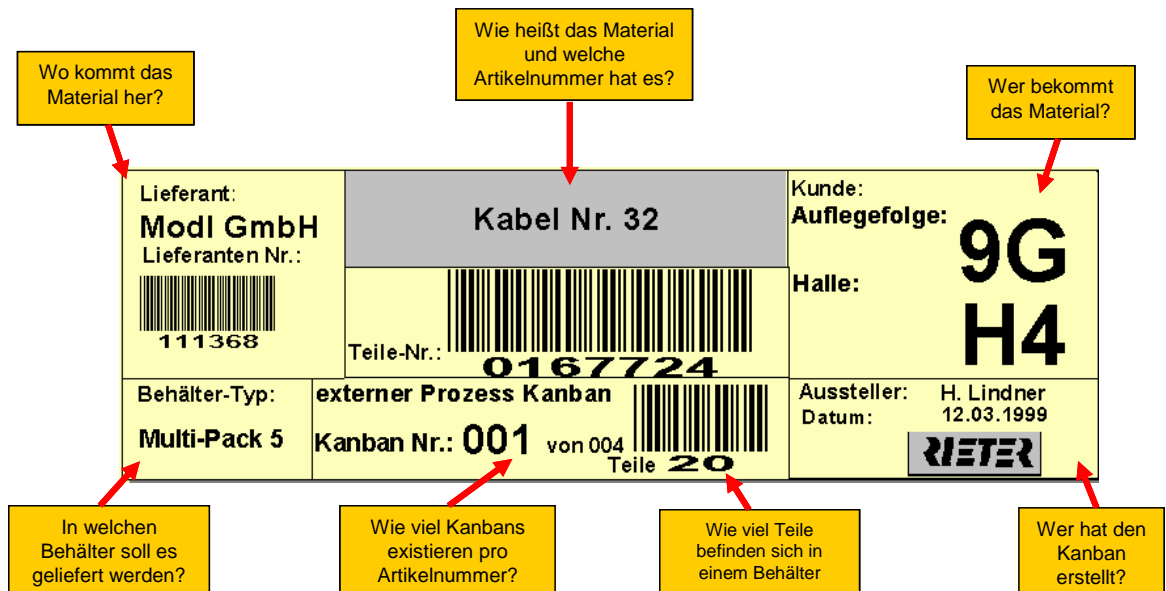 Wie heißt das Material
und welche
Artikelnummer hat es?
Wo kommt das
Material her?
Wer bekommt
das Material?
Lieferant:
Modl GmbH
Lieferanten Nr.:
111368
Kabel Nr. 32
Teile-Nr.:
0167724
Kunde:
Auflegefolge:
9G
Halle:
H4
Behälter-Typ:
Multi-Pack 5
externer Prozess Kanban
Kanban Nr.: 001 von 004
Teile 20
Aussteller: H. Lindner
Datum: 12.03.1999
RIETER
In welchen
Behälter soll es
geliefert werden?
Wie viel Kanbans
existieren pro
Artikelnummer?
Wie viel Teile
befinden sich in
einem Behälter
Wer hat den
Kanban
erstellt?